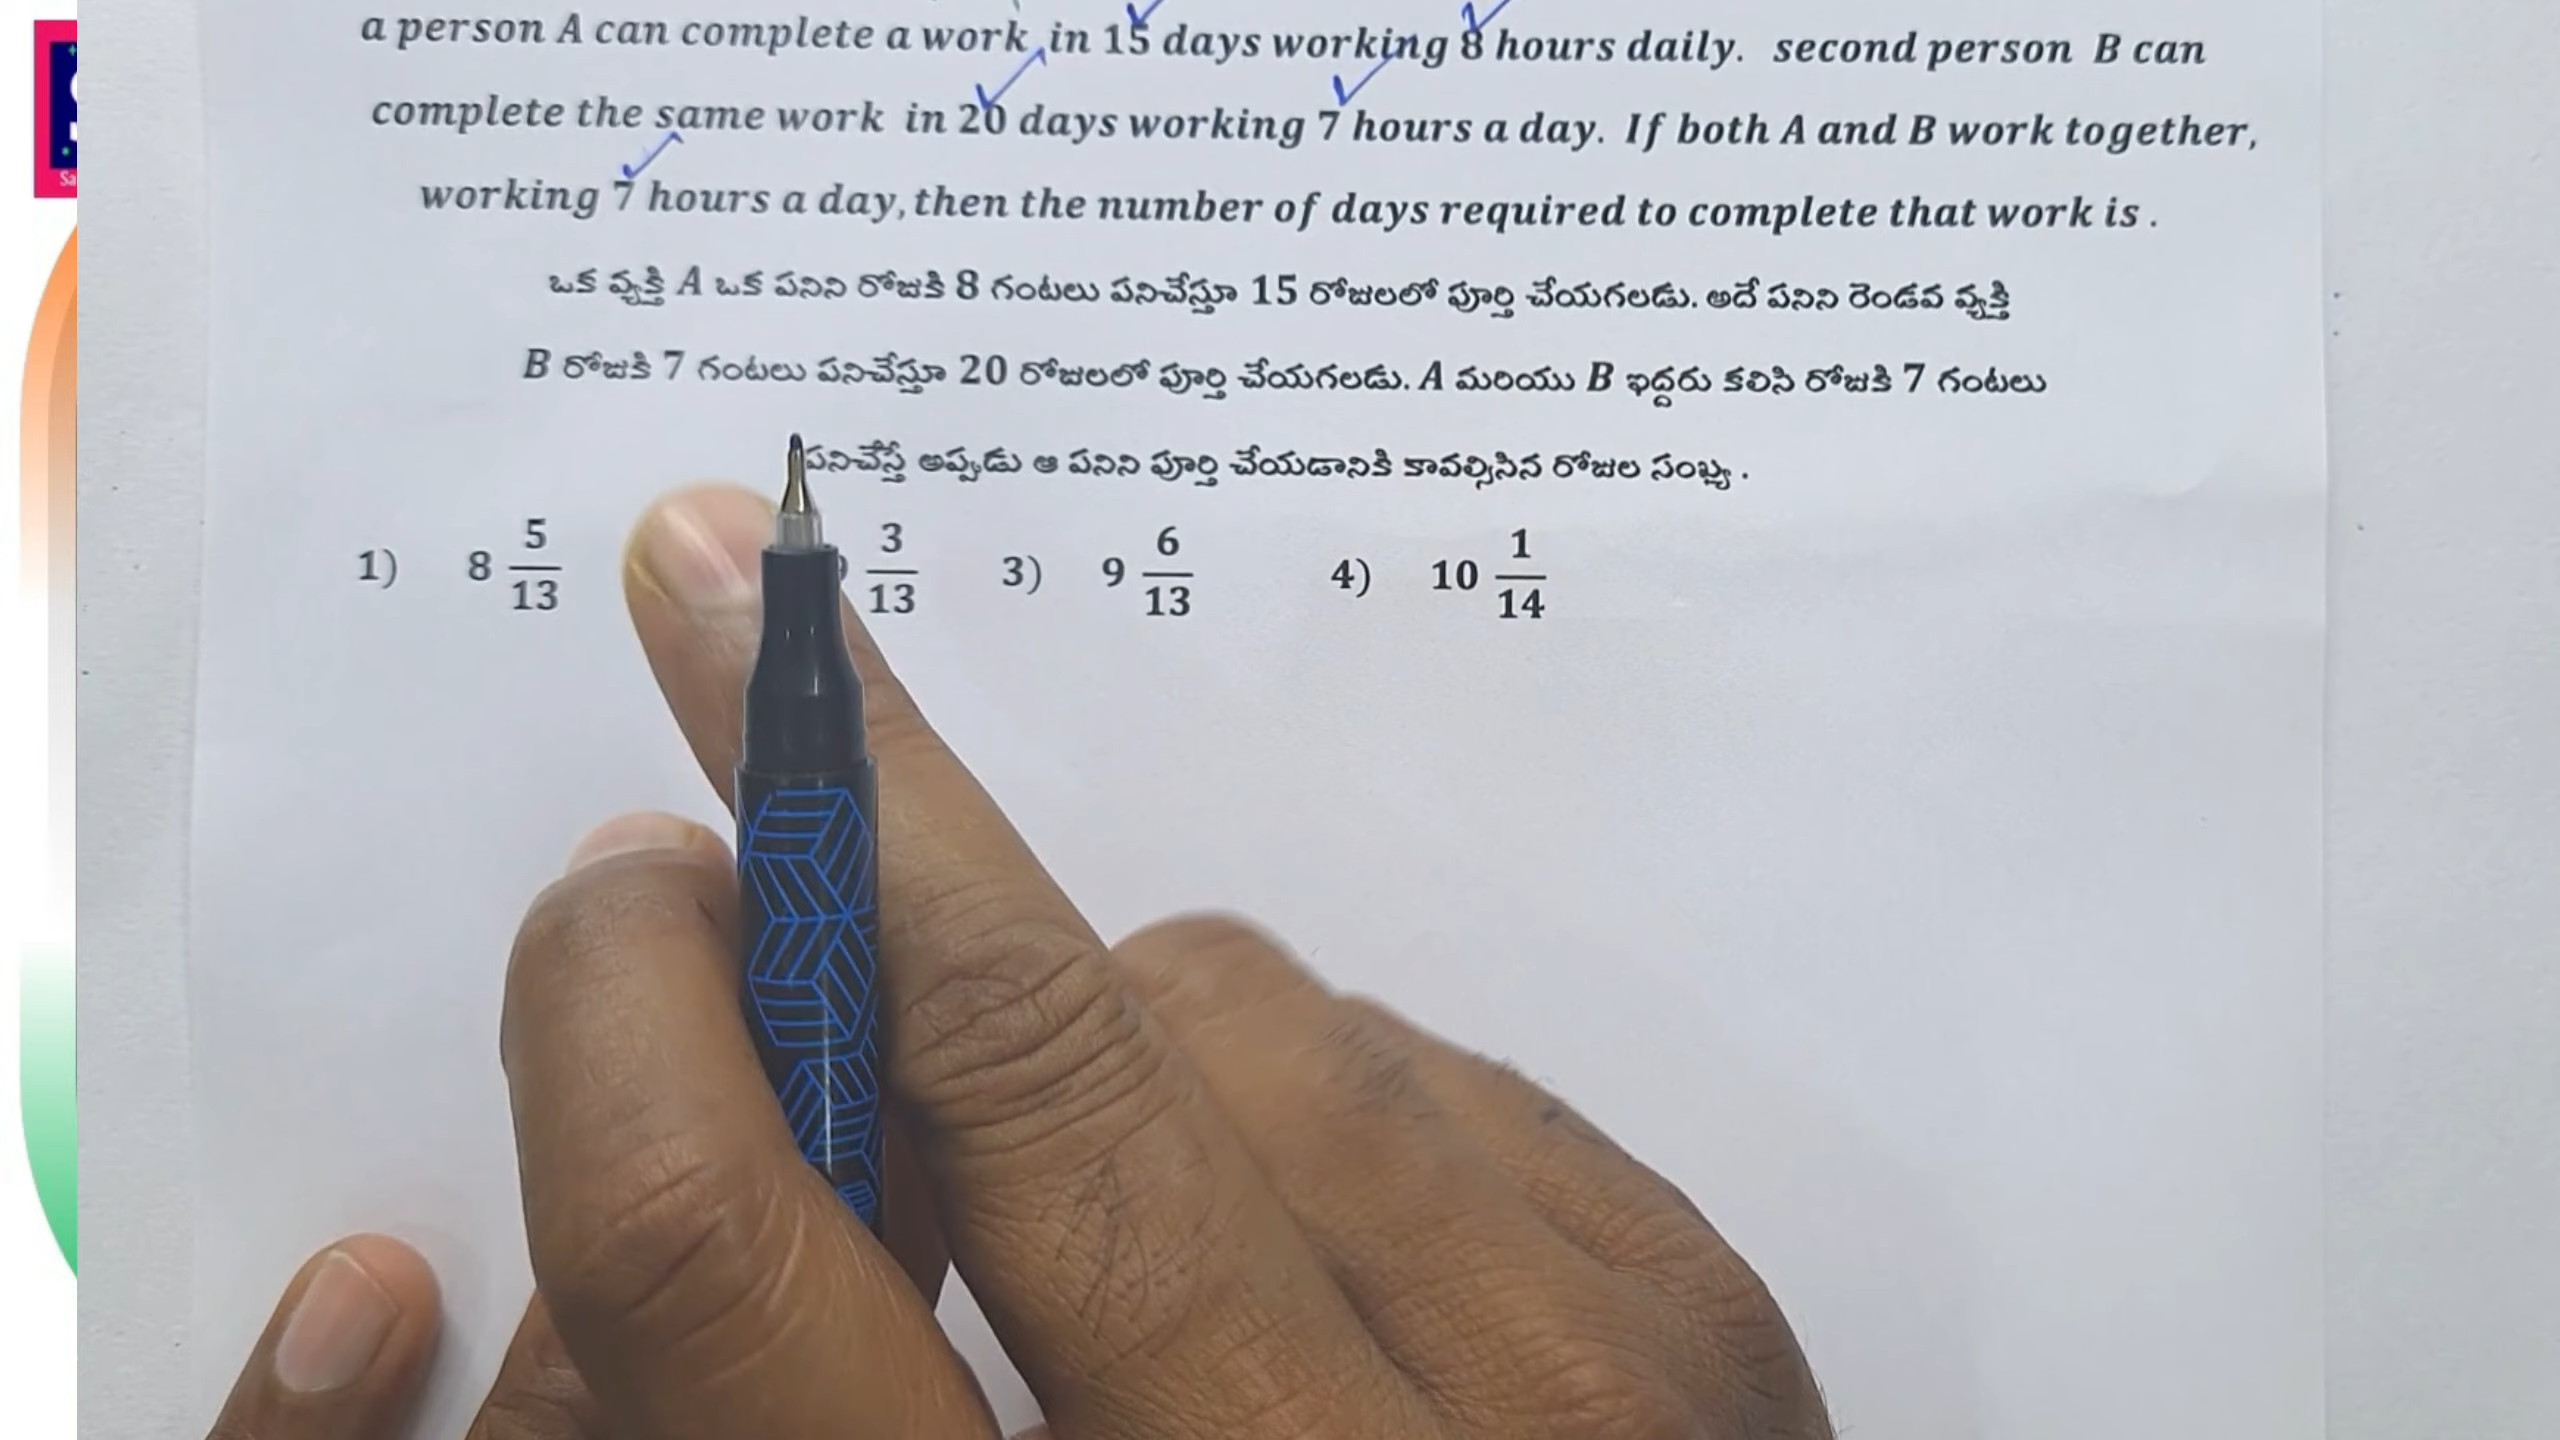 a person A can complete a work in 15 days working 8 hours daily. second person B can
complete the same work in 20 days working 7 hours a day. If both A and B work together,
working 7 hours a day, then the number of days required to complete that work is .
ఒక వ్యక్తి A ఒక పనిని రోజుకి 8 గంటలు పనిచేస్తూ 15 రోజులలో పూర్తి చేయగలడు. అదే పనిని రెండవ వ్యక్తి
B రోజుకి 7 గంటలు పనిచేస్తూ 20 రోజులలో పూర్తి చేయగలడు. A మరియు B ఇద్దరు కలిసి రోజుకి 7 గంటలు
పనిచేస్తే అప్పుడు ఆ పనిని పూర్తి చేయడానికి కావల్సిసిన రోజుల సంఖ్య .
1) 8 5/13 3/13 3) 9 6/13 4) 10 1/14